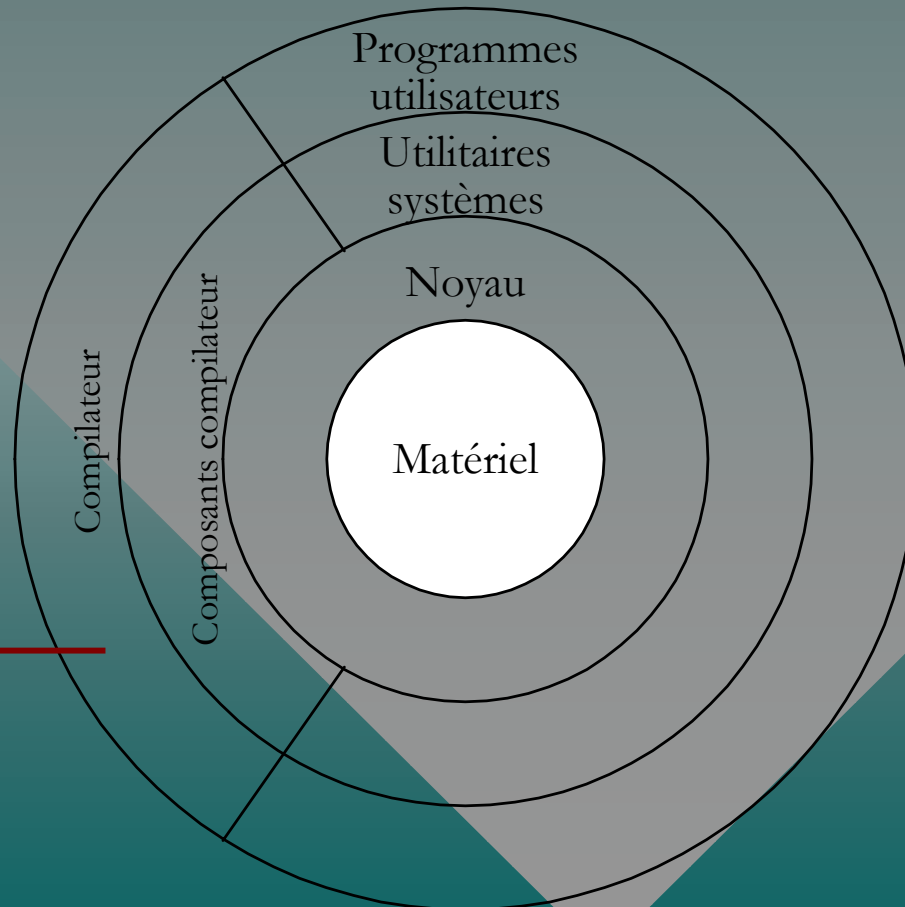 Programmes
utilisateurs
Utilitaires
systèmes
Noyau
Matériel
Compilateur
Composants compilateur